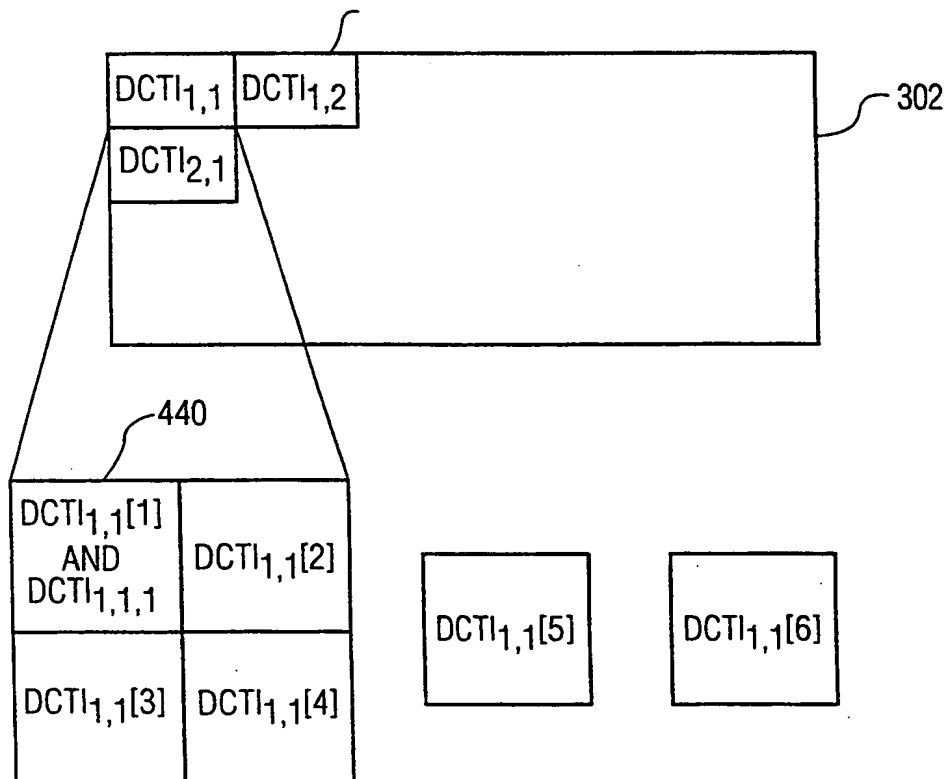 DCTI1,1 DCTI1,2
302
DCTI2,1
440
DCTI1,1[1]
AND
DCTI1,1,1
DCTI1,1[2]
DCTI1,1[5]
DCTI1,1[6]
DCTI1,1[3]
DCTI1,1[4]